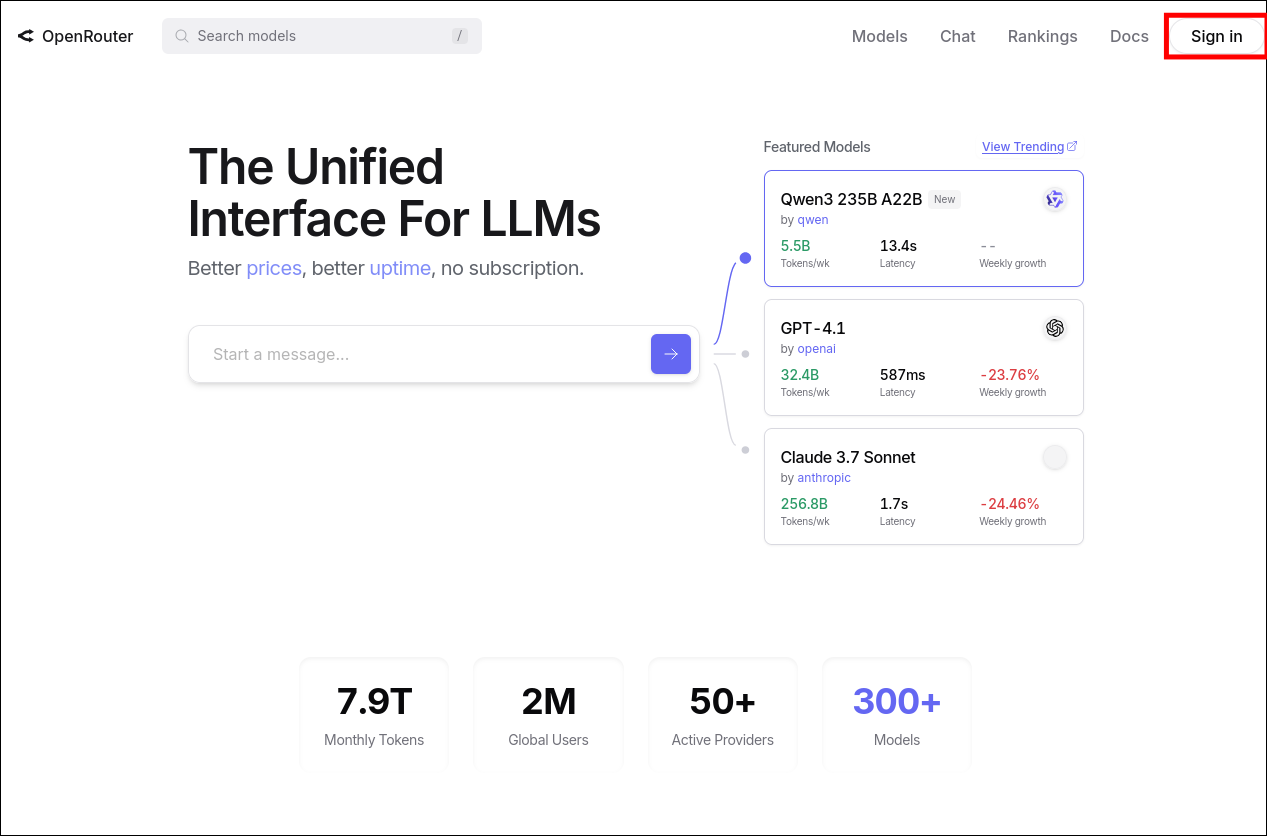 OpenRouter
Search models
/
Models
Chat
Rankings
Docs
Sign in
The Unified
Interface For LLMs
Better prices, better uptime, no subscription.
Start a message...
Featured Models
View Trending
Qwen3 235B A22B New
by qwen
5.5B 13.4s --
Tokens/wk Latency Weekly growth
GPT-4.1
by openai
32.4B 587ms -23.76%
Tokens/wk Latency Weekly growth
Claude 3.7 Sonnet
by anthropic
256.8B 1.7s -24.46%
Tokens/wk Latency Weekly growth
7.9T
Monthly Tokens
2M
Global Users
50+
Active Providers
300+
Models